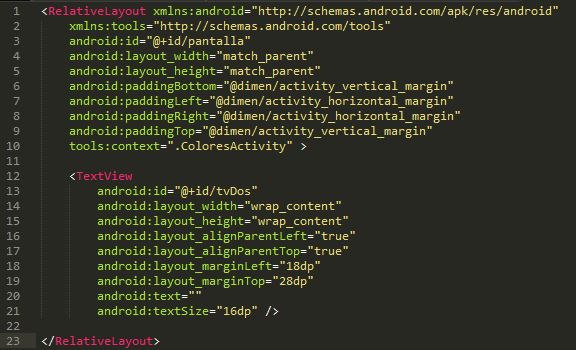 1 <RelativeLayout xmlns:android="http://schemas.android.com/apk/res/android"
2 xmlns:tools="http://schemas.android.com/tools"
3 android:id="@+id/pantalla"
4 android:layout_width="match_parent"
5 android:layout_height="match_parent"
6 android:paddingBottom="@dimen/activity_vertical_margin"
7 android:paddingLeft="@dimen/activity_horizontal_margin"
8 android:paddingRight="@dimen/activity_horizontal_margin"
9 android:paddingTop="@dimen/activity_vertical_margin"
10 tools:context=".ColoresActivity" >
11
12 <TextView
13 android:id="@+id/tvDos"
14 android:layout_width="wrap_content"
15 android:layout_height="wrap_content"
16 android:layout_alignParentLeft="true"
17 android:layout_alignParentTop="true"
18 android:layout_marginLeft="18dp"
19 android:layout_marginTop="28dp"
20 android:text=""
21 android:textSize="16dp" />
22
23 </RelativeLayout>